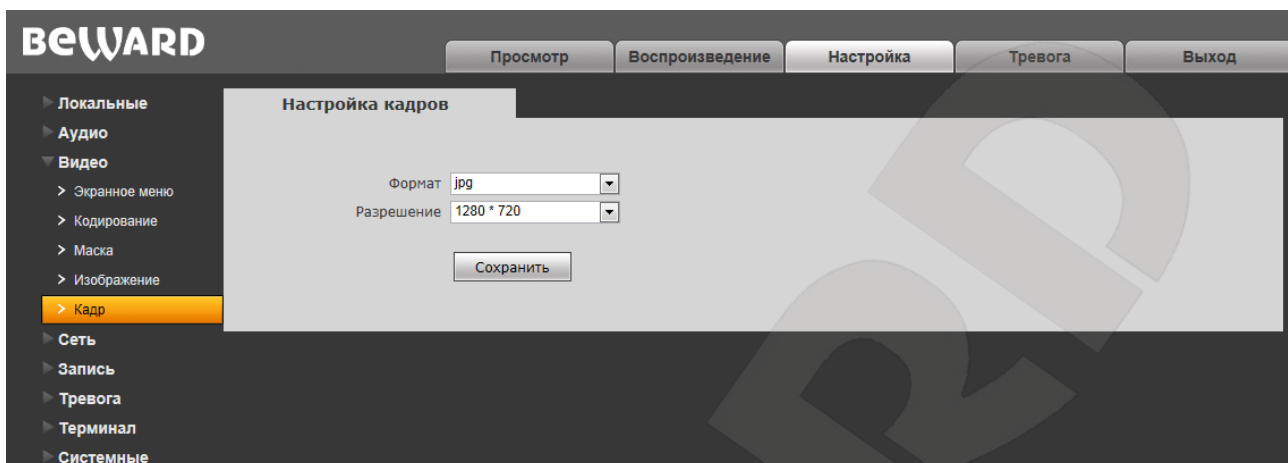 BEWARD
Просмотр Воспроизведение Настройка Тревога Выход
Локальные
Аудио
Видео
Экранное меню
Кодирование
Маска
Изображение
Кадр
Сеть
Запись
Тревога
Терминал
Системные
Настройка кадров
Формат jpg
Разрешение 1280 * 720
Сохранить